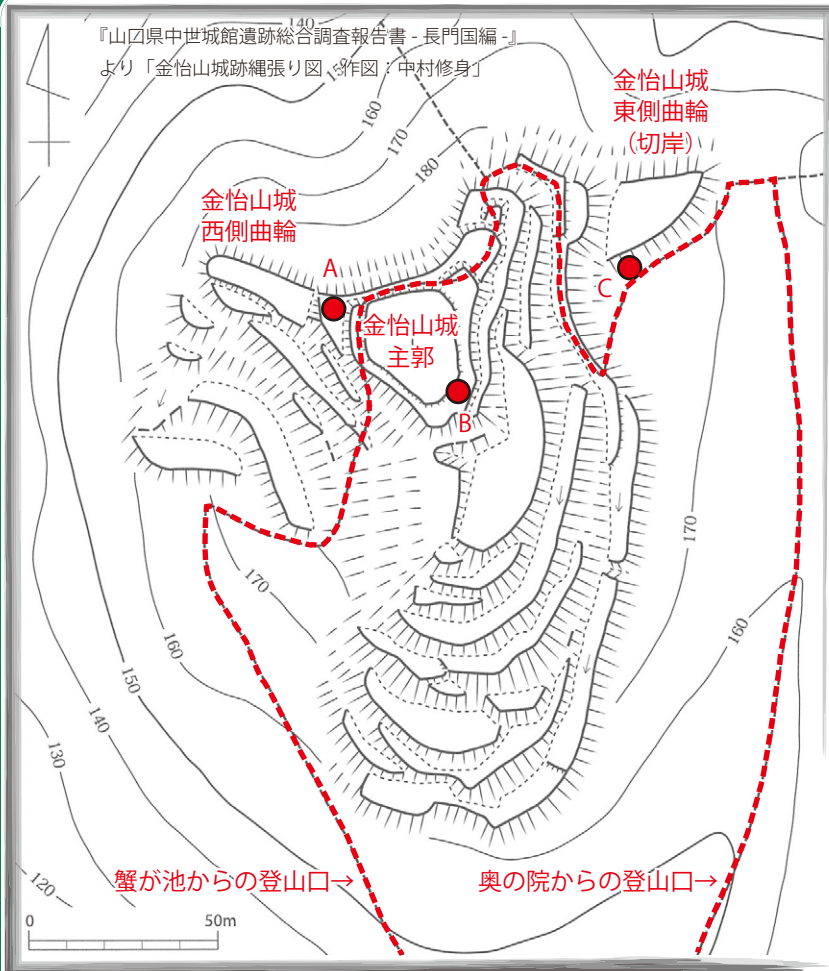 『山口県中世城館遺跡総合調査報告書 - 長門国編 -』
より「金怡山城跡縄張り図 作図：中村修身」
140
150
160
170
180
金怡山城
東側曲輪
（切岸）
金怡山城
西側曲輪
A
C
金怡山城
主郭
B
170
170
160
160
150
140
130
120
蟹が池からの登山口→
奥の院からの登山口→
0
50m